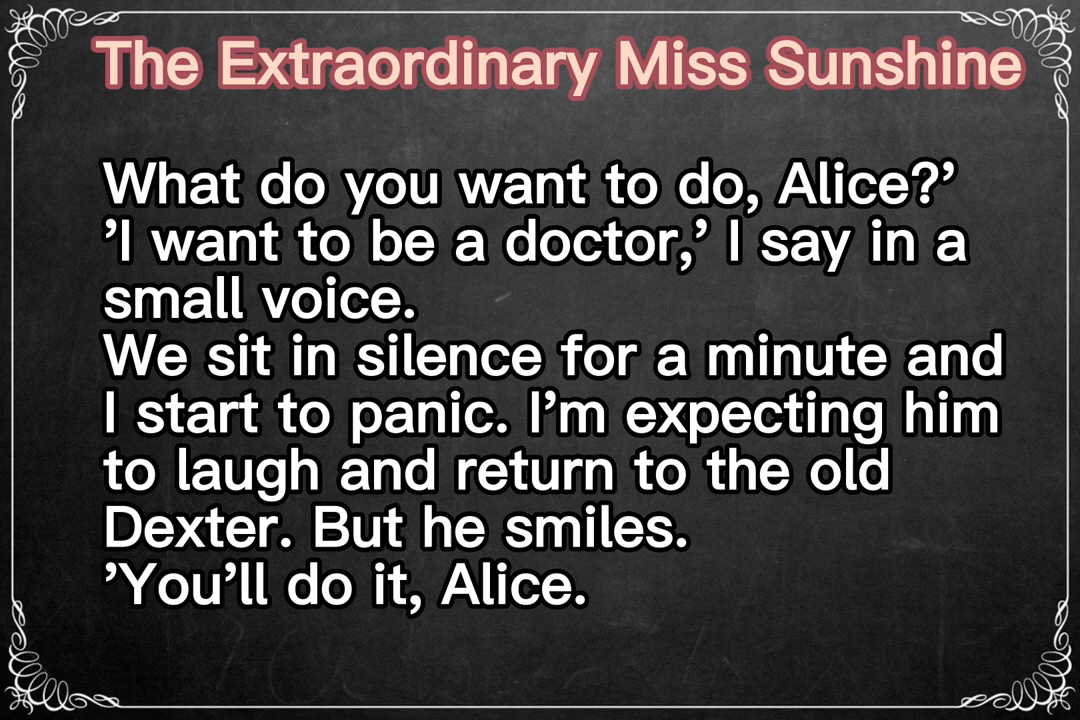 The Extraordinary Miss Sunshine
What do you want to do, Alice?’
’I want to be a doctor,’ I say in a
small voice.
We sit in silence for a minute and
I start to panic. I’m expecting him
to laugh and return to the old
Dexter. But he smiles.
’You’ll do it, Alice.